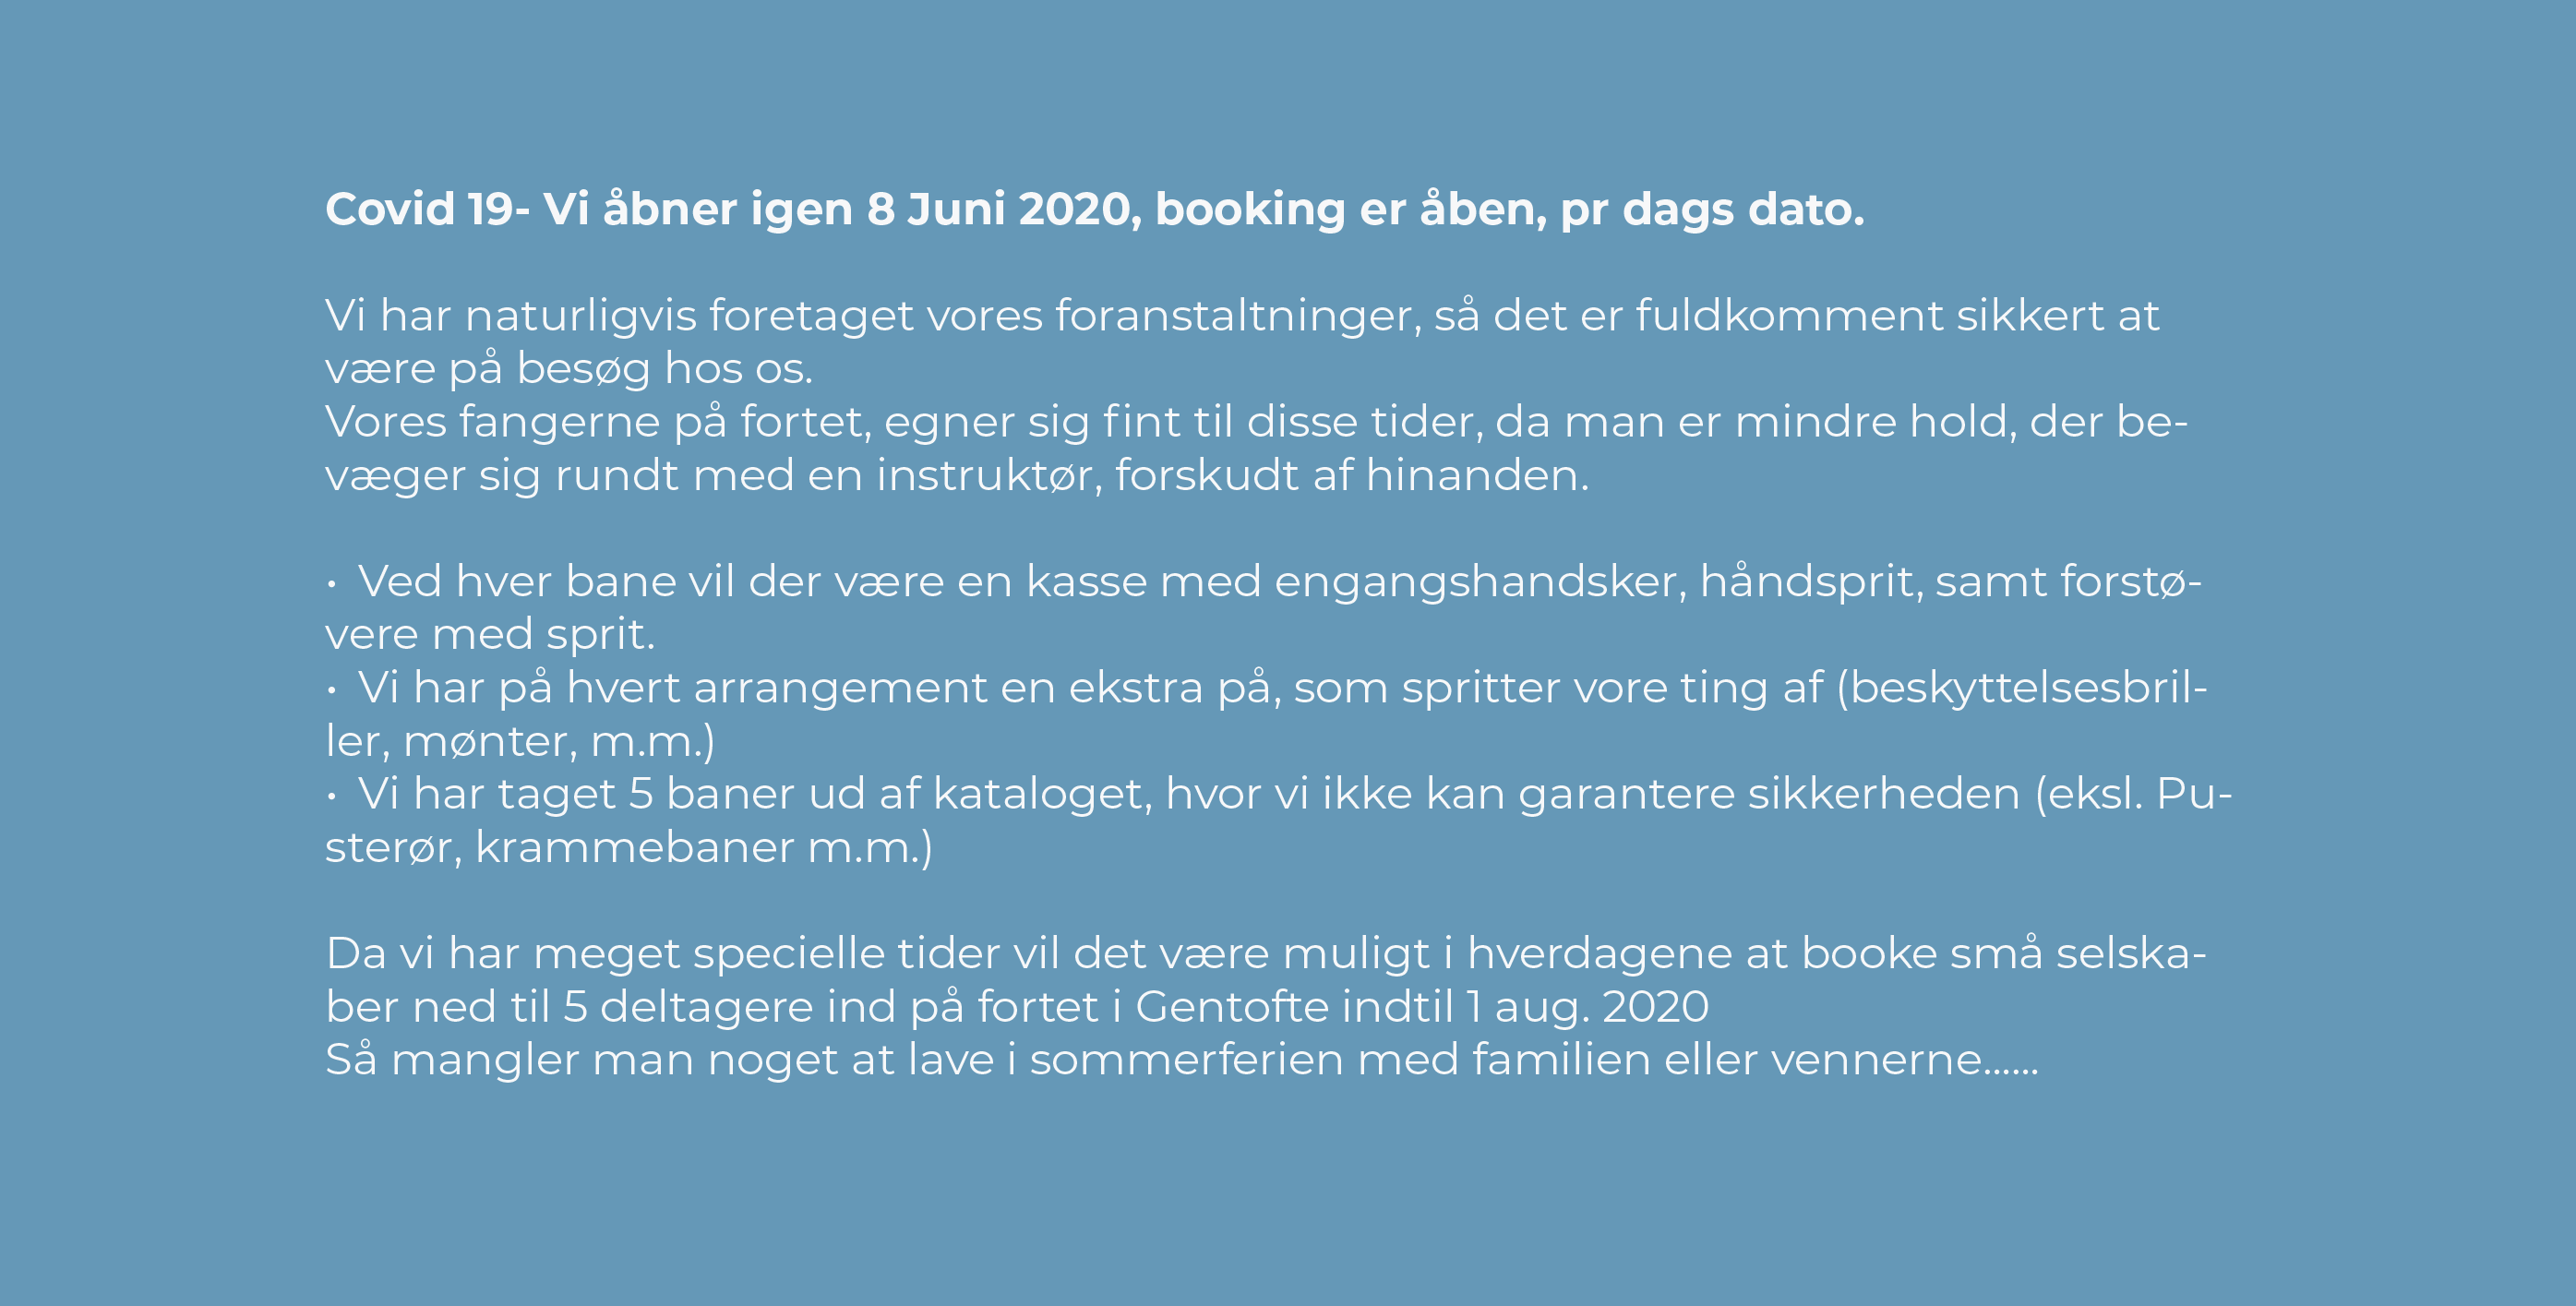 Covid 19- Vi åbner igen 8 Juni 2020, booking er åben, pr dags dato.
Vi har naturligvis foretaget vores foranstaltninger, så det er fuldkomment sikkert at
være på besøg hos os.
Vores fangerne på fortet, egner sig fint til disse tider, da man er mindre hold, der be-
væger sig rundt med en instruktør, forskudt af hinanden.
• Ved hver bane vil der være en kasse med engangshandsker, håndsprit, samt forstø-
vere med sprit.
• Vi har på hvert arrangement en ekstra på, som spritter vore ting af (beskyttelsesbril-
ler, mønter, m.m.)
• Vi har taget 5 baner ud af kataloget, hvor vi ikke kan garantere sikkerheden (eksl. Pu-
sterør, krammebaner m.m.)
Da vi har meget specielle tider vil det være muligt i hverdagene at booke små selska-
ber ned til 5 deltagere ind på fortet i Gentofte indtil 1 aug. 2020
Så mangler man noget at lave i sommerferien med familien eller vennerne......